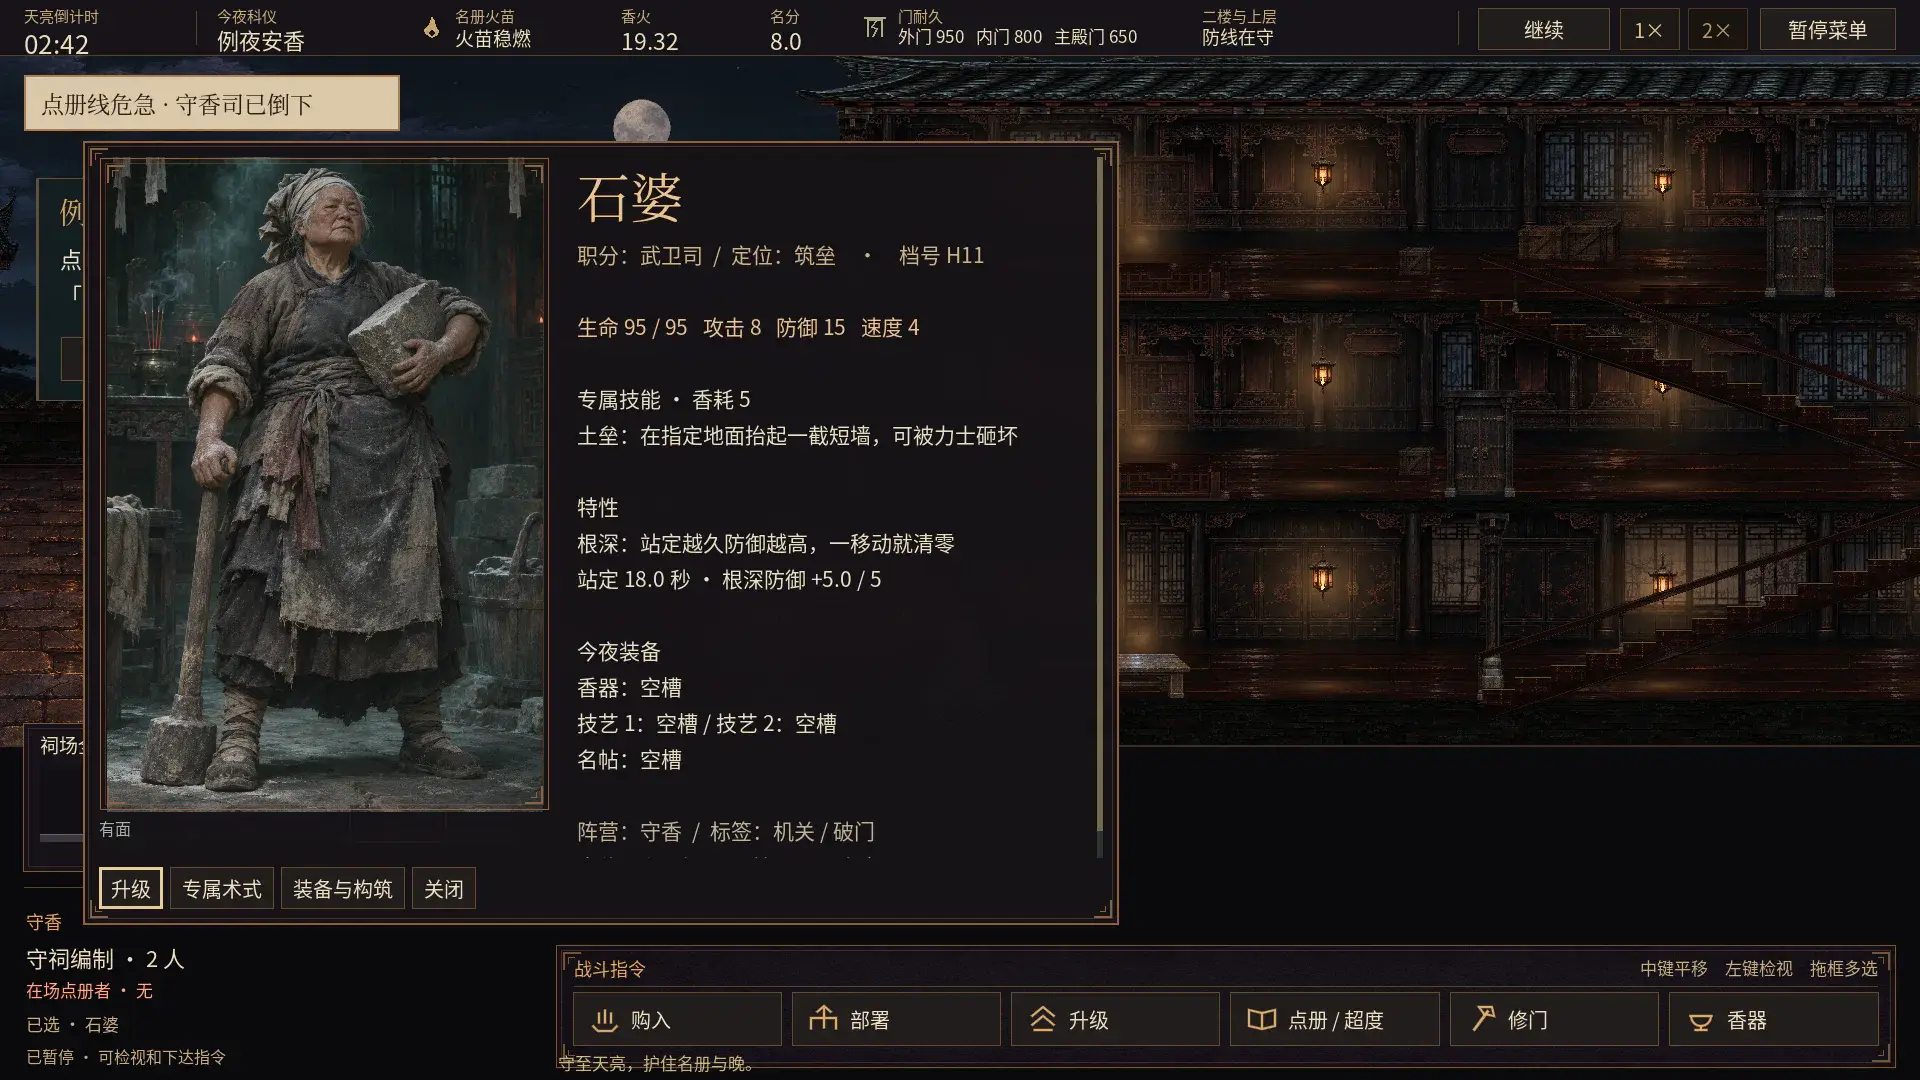 天亮倒计时
02:42
今夜科仪
例夜安香
名册火苗
火苗稳燃
香火
19.32
名分
8.0
门耐久
外门 950 内门 800 主殿门 650
二楼与上层
防线在守
继续
1×
2×
暂停菜单
点册线危急 · 守香司已倒下
例
点
「
石婆
职分：武卫司 / 定位：筑垒 · 档号 H11
生命 95 / 95 攻击 8 防御 15 速度 4
专属技能 · 香耗 5
土垒：在指定地面抬起一截短墙，可被力士砸坏
特性
根深：站定越久防御越高，一移动就清零
站定 18.0 秒 · 根深防御 +5.0 / 5
今夜装备
香器：空槽
技艺 1：空槽 / 技艺 2：空槽
名帖：空槽
阵营：守香 / 标签：机关 / 破门
有面
升级
专属术式
装备与构筑
关闭
祠场
守香
守祠编制 · 2 人
在场点册者 · 无
已选 · 石婆
已暂停 · 可检视和下达指令
战斗指令
中键平移 左键检视 拖框多选
购入
部署
升级
点册 / 超度
修门
香器
守至天亮，护住名册与晚。